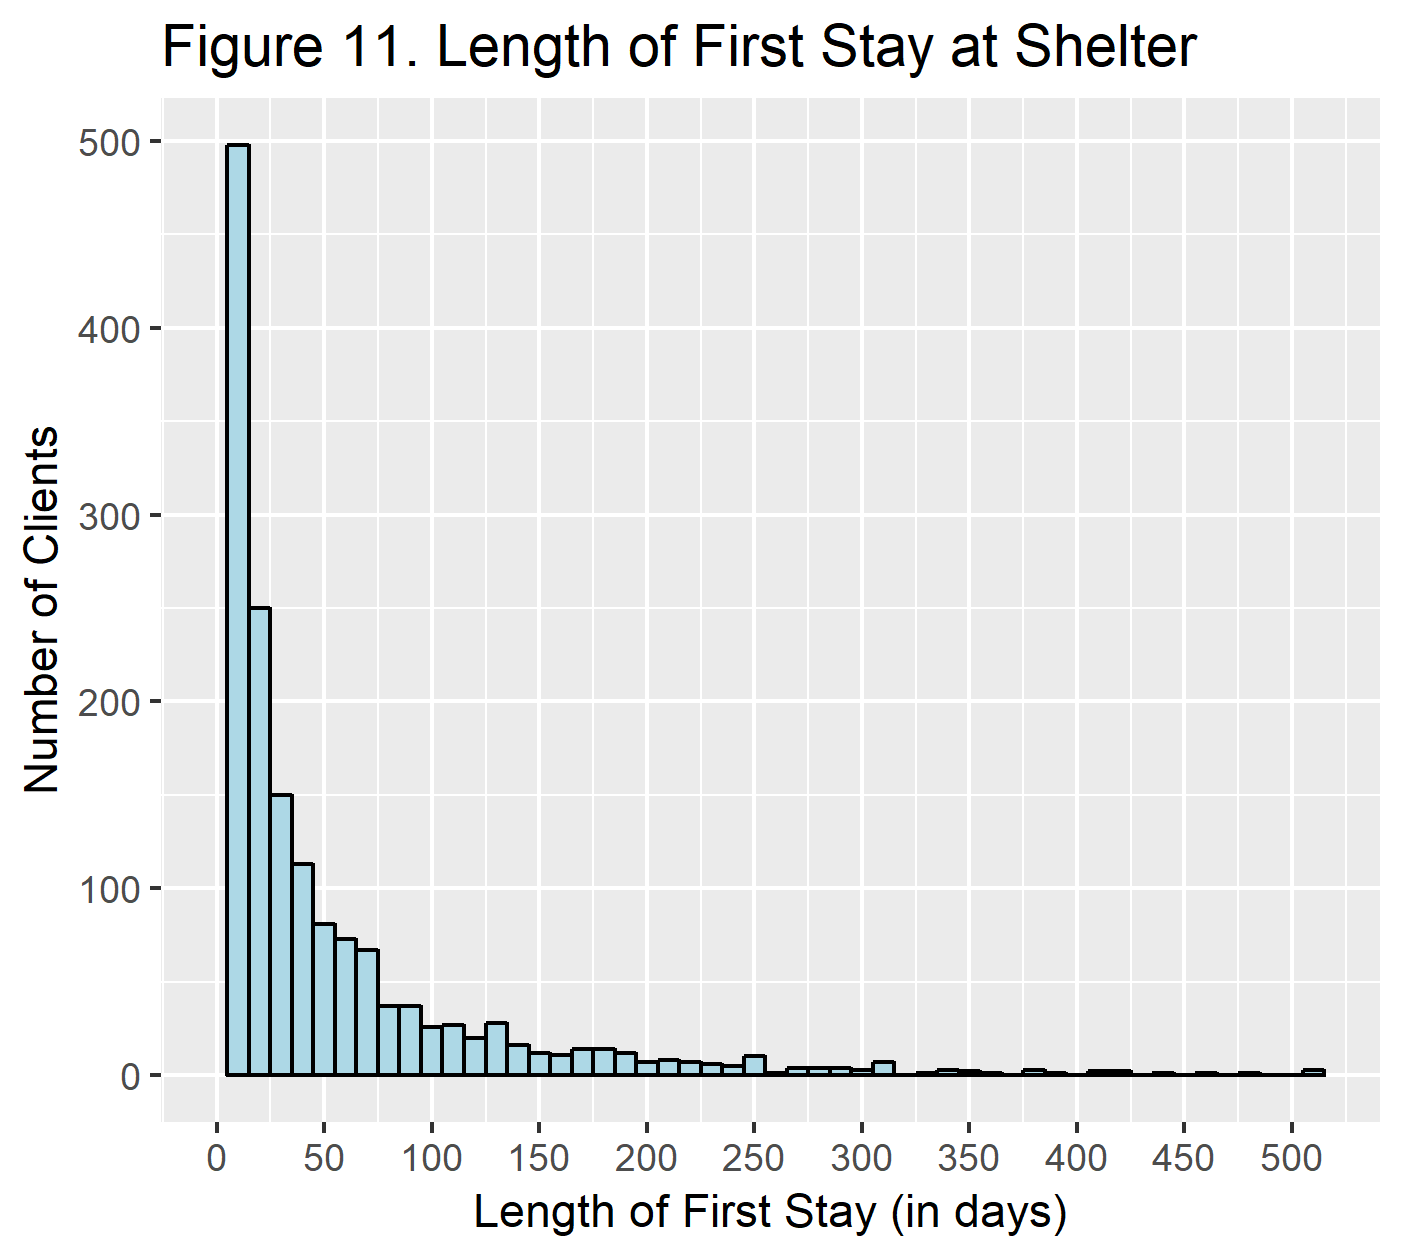 Figure 11. Length of First Stay at Shelter
500
400
300
200
100
0
Number of Clients
0 50 100 150 200 250 300 350 400 450 500
Length of First Stay (in days)